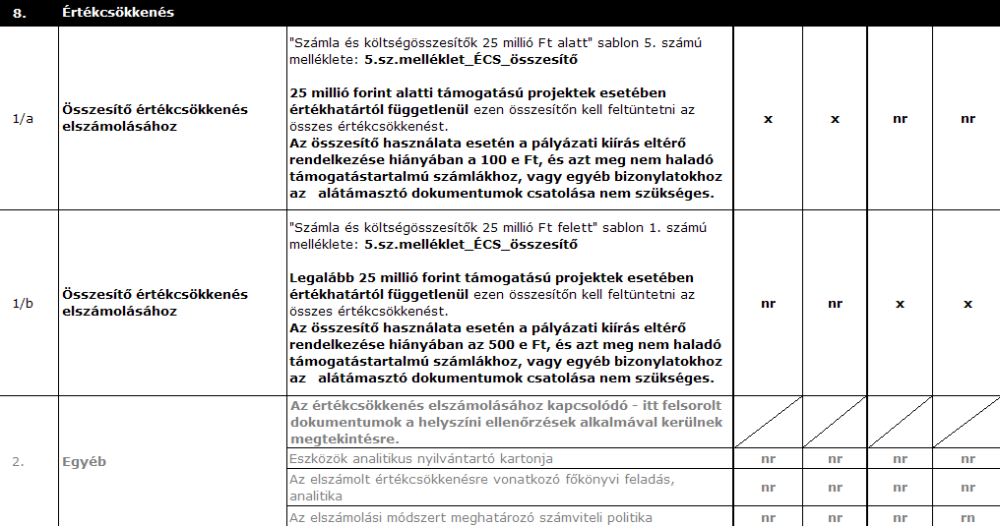 8. Értékcsökkenés
"Számla és költségösszesítők 25 millió Ft alatt" sablon 5. számú
melléklete: 5.sz.melléklet_ÉCS_összesítő
25 millió forint alatti támogatású projektek esetében
értékhatártól függetlenül ezen összesítőn kell feltüntetni az
összes értékcsökkenést.
Az összesítő használata esetén a pályázati kiírás eltérő
rendelkezése hiányában a 100 e Ft, és azt meg nem haladó
támogatástartalmú számlákhoz, vagy egyéb bizonylatokhoz
az alátámasztó dokumentumok csatolása nem szükséges.
1/a
Összesítő értékcsökkenés
elszámolásához
x x nr nr
"Számla és költségösszesítők 25 millió Ft felett" sablon 1. számú
melléklete: 5.sz.melléklet_ÉCS_összesítő
Legalább 25 millió forint támogatású projektek esetében
értékhatártól függetlenül ezen összesítőn kell feltüntetni az
összes értékcsökkenést.
Az összesítő használata esetén a pályázati kiírás eltérő
rendelkezése hiányában az 500 e Ft, és azt meg nem haladó
támogatástartalmú számlákhoz, vagy egyéb bizonylatokhoz
az alátámasztó dokumentumok csatolása nem szükséges.
1/b
Összesítő értékcsökkenés
elszámolásához
nr nr x x
2. Egyéb
Az értékcsökkenés elszámolásához kapcsolódó - itt felsorolt
dokumentumok a helyszíni ellenőrzések alkalmával kerülnek
megtekintésre.
Eszközök analitikus nyilvántartó kartonja nr nr nr nr
Az elszámolt értékcsökkenésre vonatkozó főkönyvi feladás,
analitika
nr nr nr nr
Az elszámolási módszert meghatározó számviteli politika nr nr nr rn